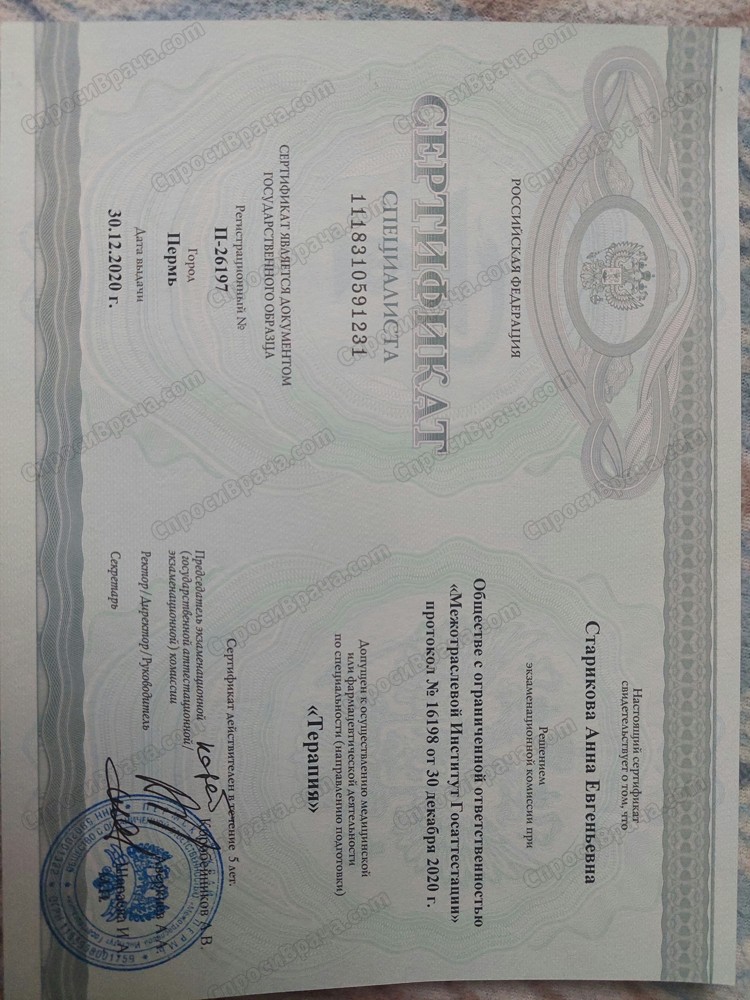 РОССИЙСКАЯ ФЕДЕРАЦИЯ
СЕРТИФИКАТ
СПЕЦИАЛИСТА
1118310591231
СЕРТИФИКАТ ЯВЛЯЕТСЯ ДОКУМЕНТОМ
ГОСУДАРСТВЕННОГО ОБРАЗЦА
Регистрационный №
П-26197
Город
Пермь
Дата выдачи
30.12.2020 г.
Настоящий сертификат
свидетельствует о том, что
Старикова Анна Евгеньевна
Решением
экзаменационной комиссии при
Обществе с ограниченной ответственностью
«Межотраслевой Институт Госаттестации»
протокол № 16198 от 30 декабря 2020 г.
Допущен к осуществлению медицинской
или фармацевтической деятельности
по специальности (направлению подготовки)
«Терапия»
Сертификат действителен в течение 5 лет.
Председатель экзаменационной
(государственной аттестационной/
экзаменационной) комиссии
Ректор/Директор/Руководитель
Секретарь
СпросиВрача.com